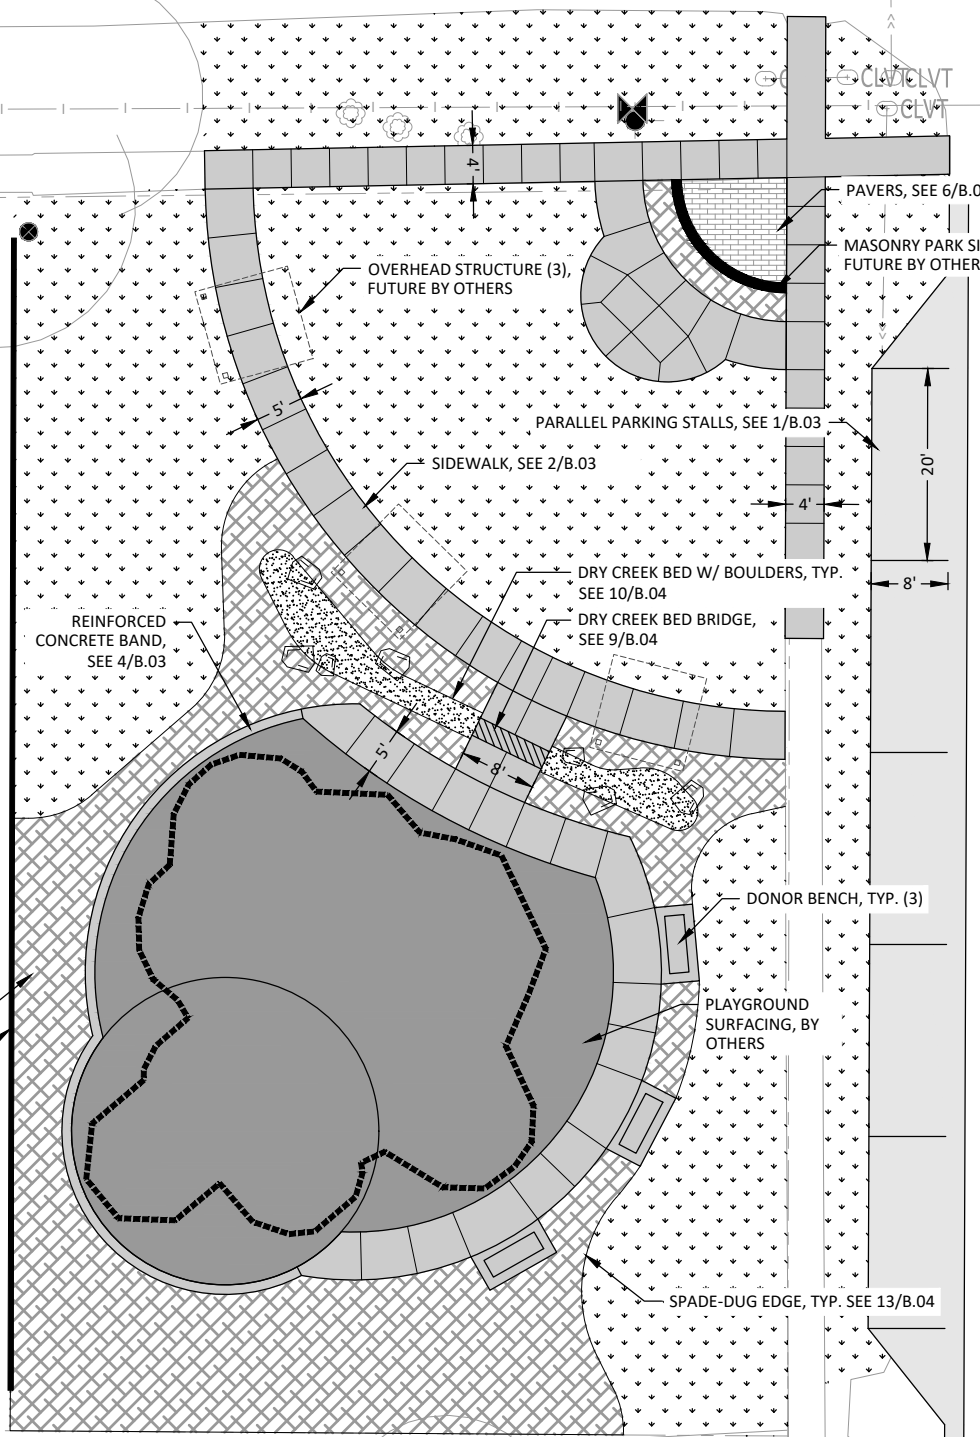 CLVT
CLVT
CLVT
4'
PAVERS, SEE 6/B.0
MASONRY PARK SI
FUTURE BY OTHER
OVERHEAD STRUCTURE (3),
FUTURE BY OTHERS
5'
PARALLEL PARKING STALLS, SEE 1/B.03
SIDEWALK, SEE 2/B.03
20'
4'
DRY CREEK BED W/ BOULDERS, TYP.
SEE 10/B.04
8'
DRY CREEK BED BRIDGE,
SEE 9/B.04
REINFORCED
CONCRETE BAND,
SEE 4/B.03
5'
8'
DONOR BENCH, TYP. (3)
PLAYGROUND
SURFACING, BY
OTHERS
SPADE-DUG EDGE, TYP. SEE 13/B.04